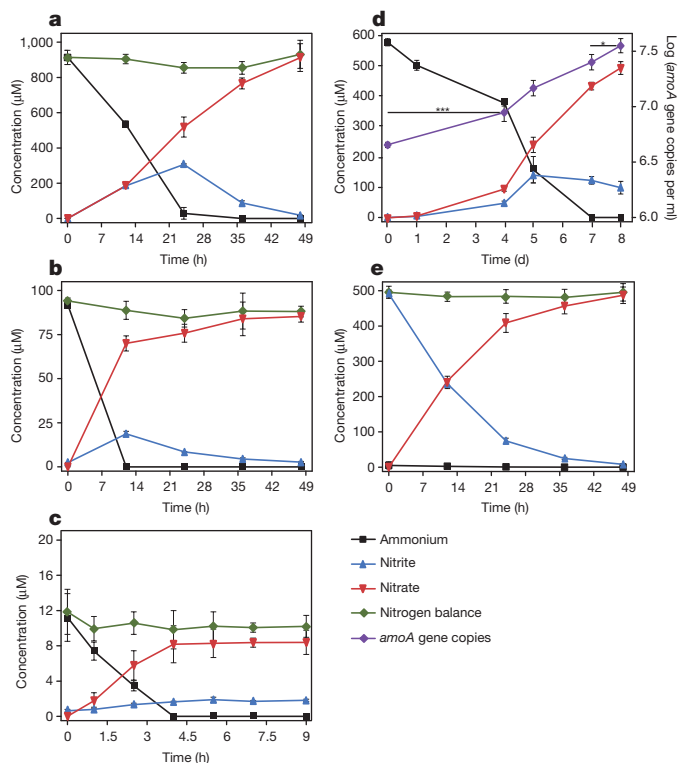 a
1,000
800
600
400
200
0
Concentration (μM)
0 7 14 21 28 35 42 49
Time (h)
d
600
500
400
300
200
100
0
Concentration (μM)
***
*
7.5
7.0
6.5
6.0
Log (amoA gene copies per ml)
0 1 2 3 4 5 6 7 8
Time (d)
b
100
75
50
25
0
Concentration (μM)
0 7 14 21 28 35 42 49
Time (h)
e
500
400
300
200
100
0
Concentration (μM)
0 7 14 21 28 35 42 49
Time (h)
c
20
16
12
8
4
0
Concentration (μM)
0 1.5 3 4.5 6 7.5 9
Time (h)
Ammonium
Nitrite
Nitrate
Nitrogen balance
amoA gene copies